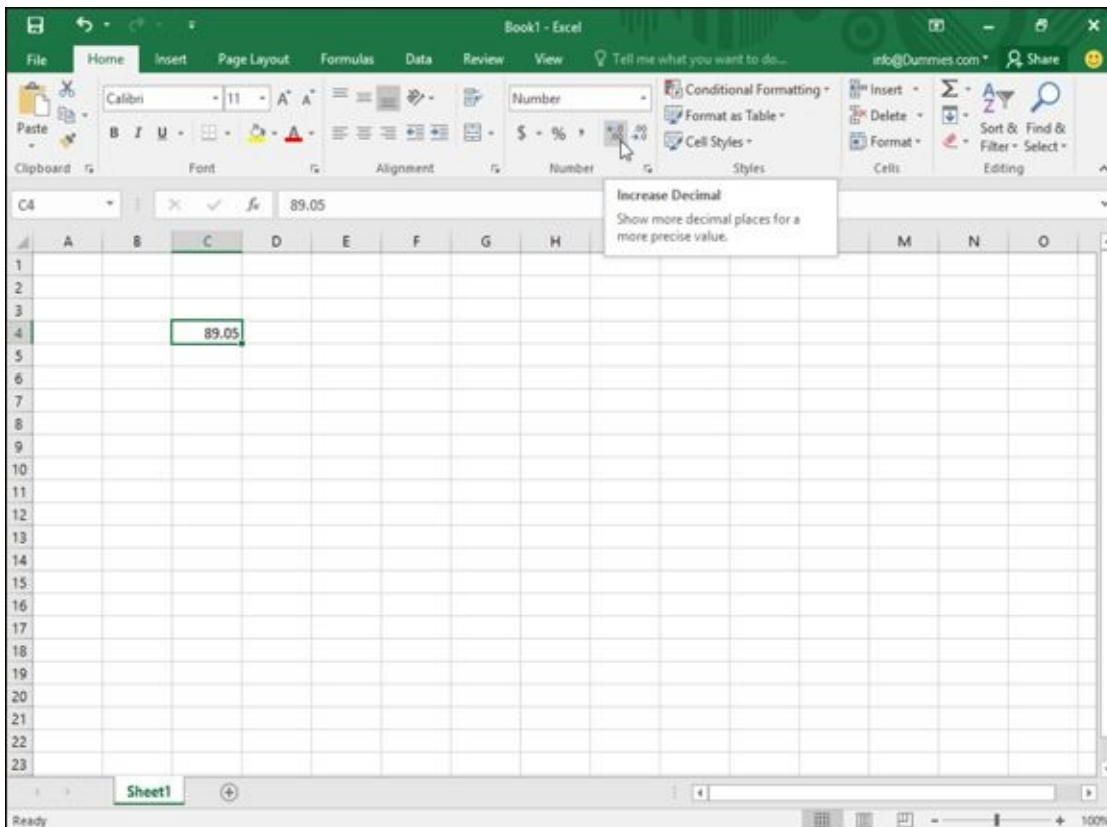 Book1 - Excel
File Home Insert Page Layout Formulas Data Review View Tell me what you want to do... info@Dummies.com Share
Paste
Calibri 11 A A
B I U A
Number
$ % ,
Conditional Formatting
Format as Table
Cell Styles
Insert
Delete
Format
Σ
Sort & Filter
Find & Select
Clipboard Font Alignment Number Styles Cells Editing
C4 fx 89.05
Increase Decimal
Show more decimal places for a
more precise value.
A B C D E F G H M N O
1
2
3
4 89.05
5
6
7
8
9
10
11
12
13
14
15
16
17
18
19
20
21
22
23
Sheet1
Ready 100%